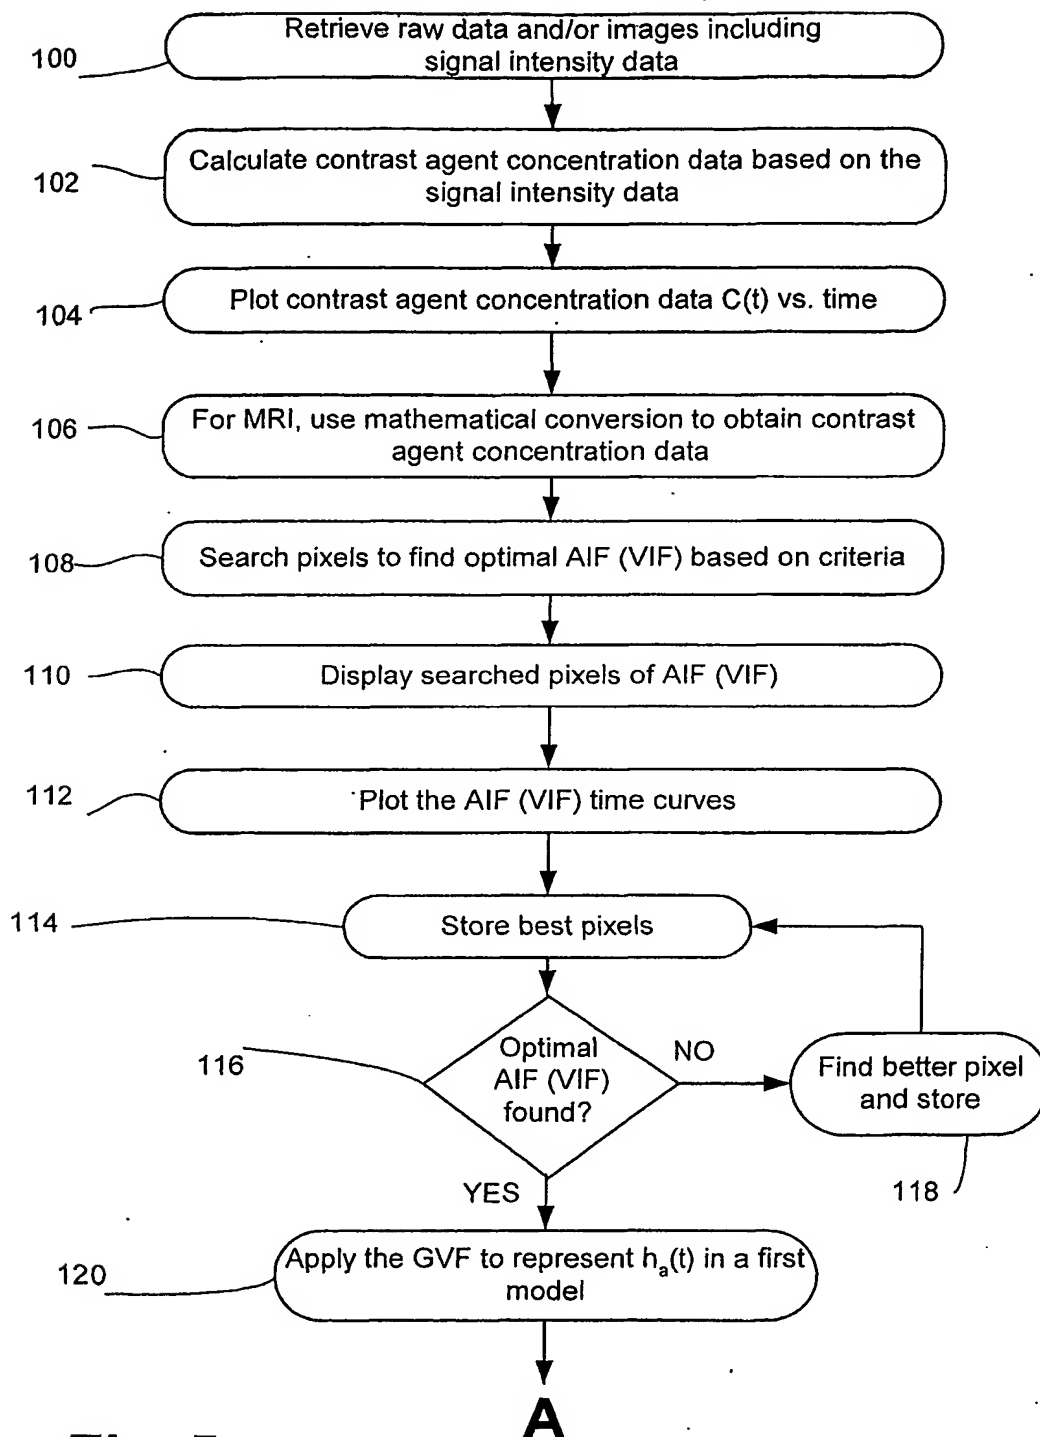 Retrieve raw data and/or images including
signal intensity data
100
Calculate contrast agent concentration data based on the
signal intensity data
102
Plot contrast agent concentration data C(t) vs. time
104
For MRI, use mathematical conversion to obtain contrast
agent concentration data
106
Search pixels to find optimal AIF (VIF) based on criteria
108
Display searched pixels of AIF (VIF)
110
Plot the AIF (VIF) time curves
112
Store best pixels
114
Optimal
AIF (VIF)
found?
116
NO
Find better pixel
and store
118
YES
Apply the GVF to represent hₐ(t) in a first
model
120
A